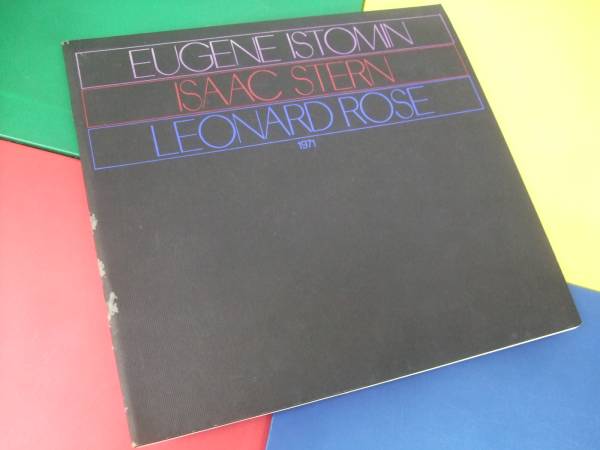 EUGENE ISTOMIN
ISAAC STERN
LEONARD ROSE
1971